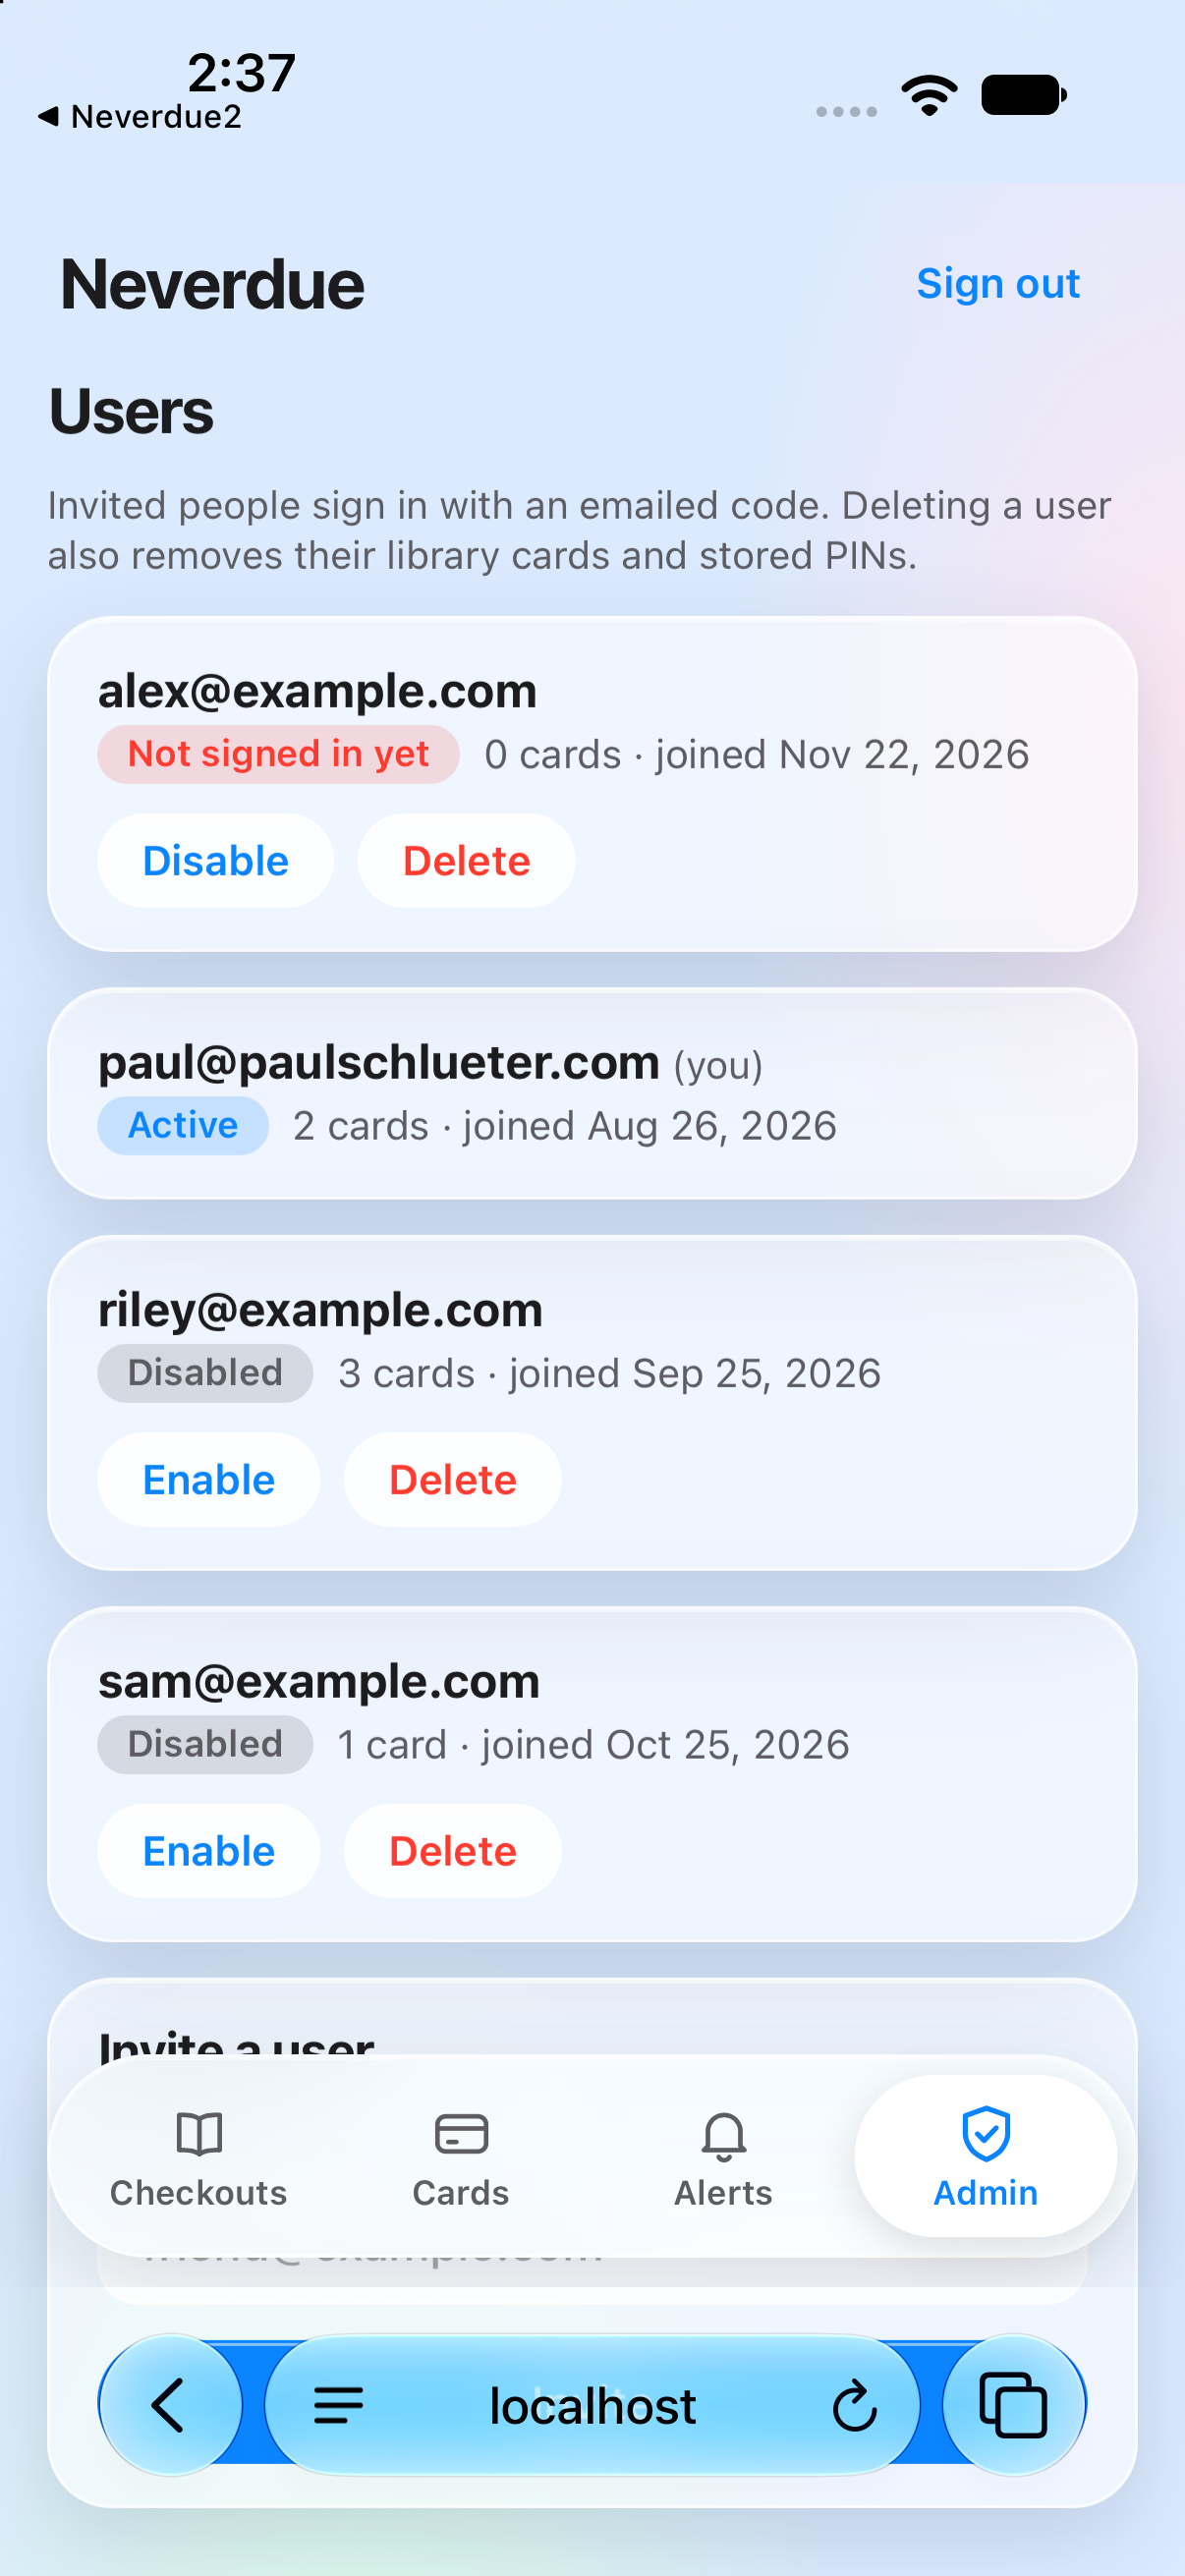 2:37
Neverdue2
Neverdue
Sign out
Users
Invited people sign in with an emailed code. Deleting a user
also removes their library cards and stored PINs.
alex@example.com
Not signed in yet 0 cards · joined Nov 22, 2026
Disable Delete
paul@paulschlueter.com (you)
Active 2 cards · joined Aug 26, 2026
riley@example.com
Disabled 3 cards · joined Sep 25, 2026
Enable Delete
sam@example.com
Disabled 1 card · joined Oct 25, 2026
Enable Delete
Invite a user
Checkouts Cards Alerts Admin
localhost